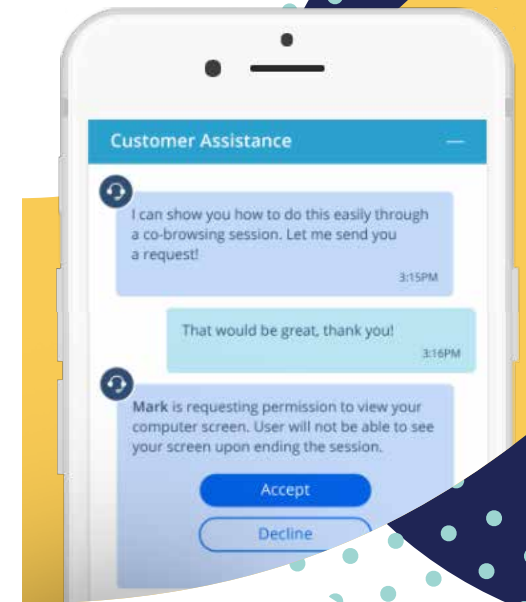 Customer Assistance
I can show you how to do this easily through
a co-browsing session. Let me send you
a request!
3:15PM
That would be great, thank you!
3:16PM
Mark is requesting permission to view your
computer screen. User will not be able to see
your screen upon ending the session.
Accept
Decline